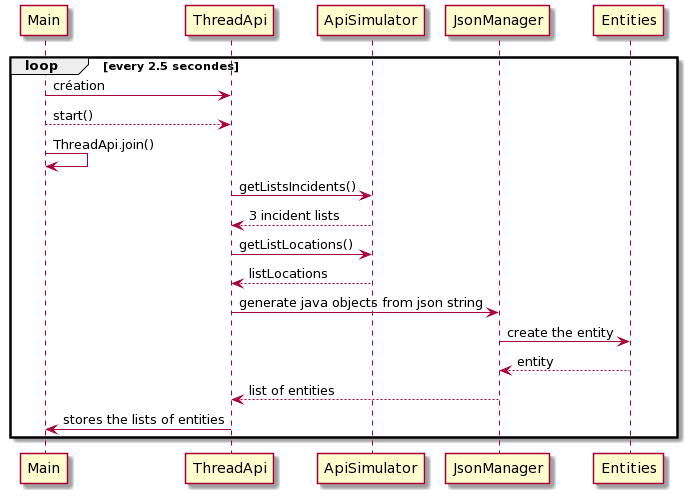 Main ThreadApi ApiSimulator JsonManager Entities
loop [every 2.5 secondes]
création
start()
ThreadApi.join()
getListsIncidents()
3 incident lists
getListLocations()
listLocations
generate java objects from json string
create the entity
entity
list of entities
stores the lists of entities
Main ThreadApi ApiSimulator JsonManager Entities